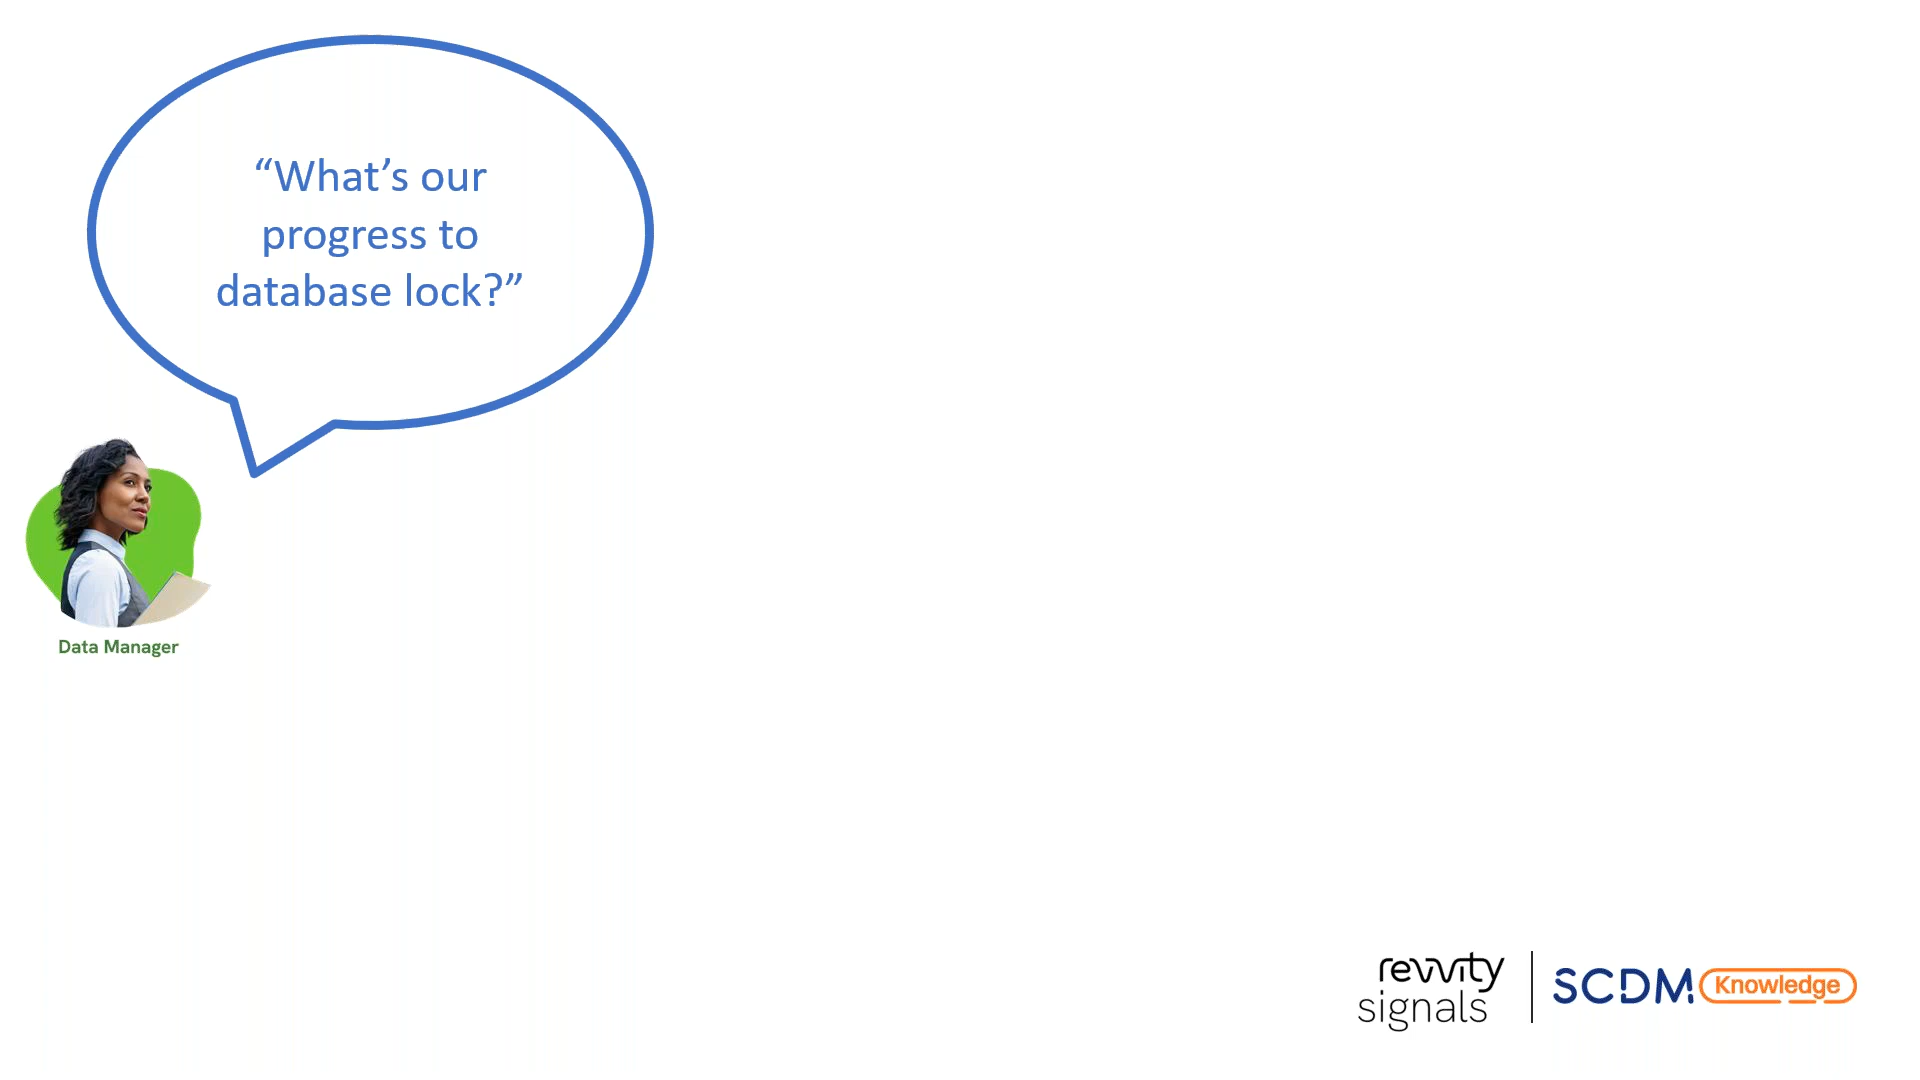 “What’s our
progress to
database lock?”
Data Manager
revvity
signals
SCDM Knowledge